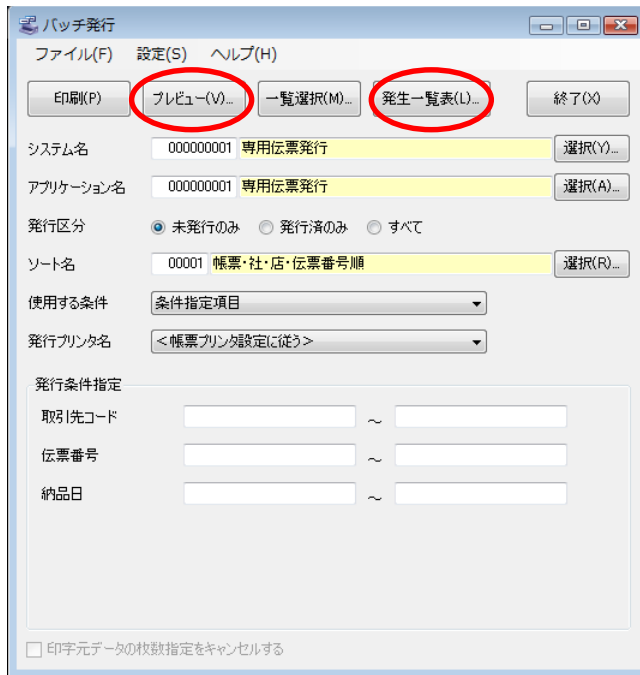 バッチ発行
ファイル(F) 設定(S) ヘルプ(H)
印刷(P) プレビュー(V)... 一覧選択(M)... 発生一覧表(L)... 終了(X)
システム名 000000001 専用伝票発行 選択(Y)...
アプリケーション名 000000001 専用伝票発行 選択(A)...
発行区分 未発行のみ 発行済のみ すべて
ソート名 00001 帳票・社・店・伝票番号順 選択(R)...
使用する条件 条件指定項目
発行プリンタ名 <帳票プリンタ設定に従う>
発行条件指定
取引先コード ～
伝票番号 ～
納品日 ～
印字元データの枚数指定をキャンセルする